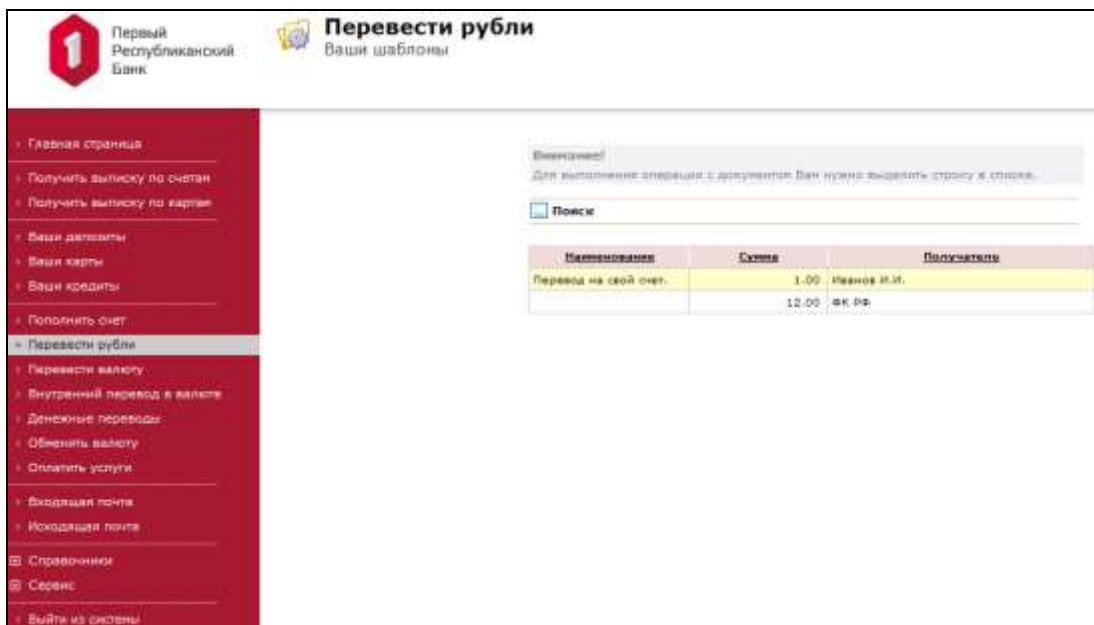 Первый
Республиканский
Банк
Перевести рубли
Ваши шаблоны
Главная страница
Получить выписку по счетам
Получить выписку по картам
Ваши депозиты
Ваши карты
Ваши кредиты
Пополнить счет
Перевести рубли
Перевести валюту
Внутренний перевод в валюте
Денежные переводы
Обменять валюту
Оплатить услуги
Входящая почта
Исходящая почта
Справочники
Сервис
Выйти из системы
Внимание!
Для выполнения операции с документом Вам нужно выделить строку в списке.
Поиск
Наименование Сумма Получатель
Перевод на свой счет. 1.00 Иванов И.И.
12.00 ФК РФ